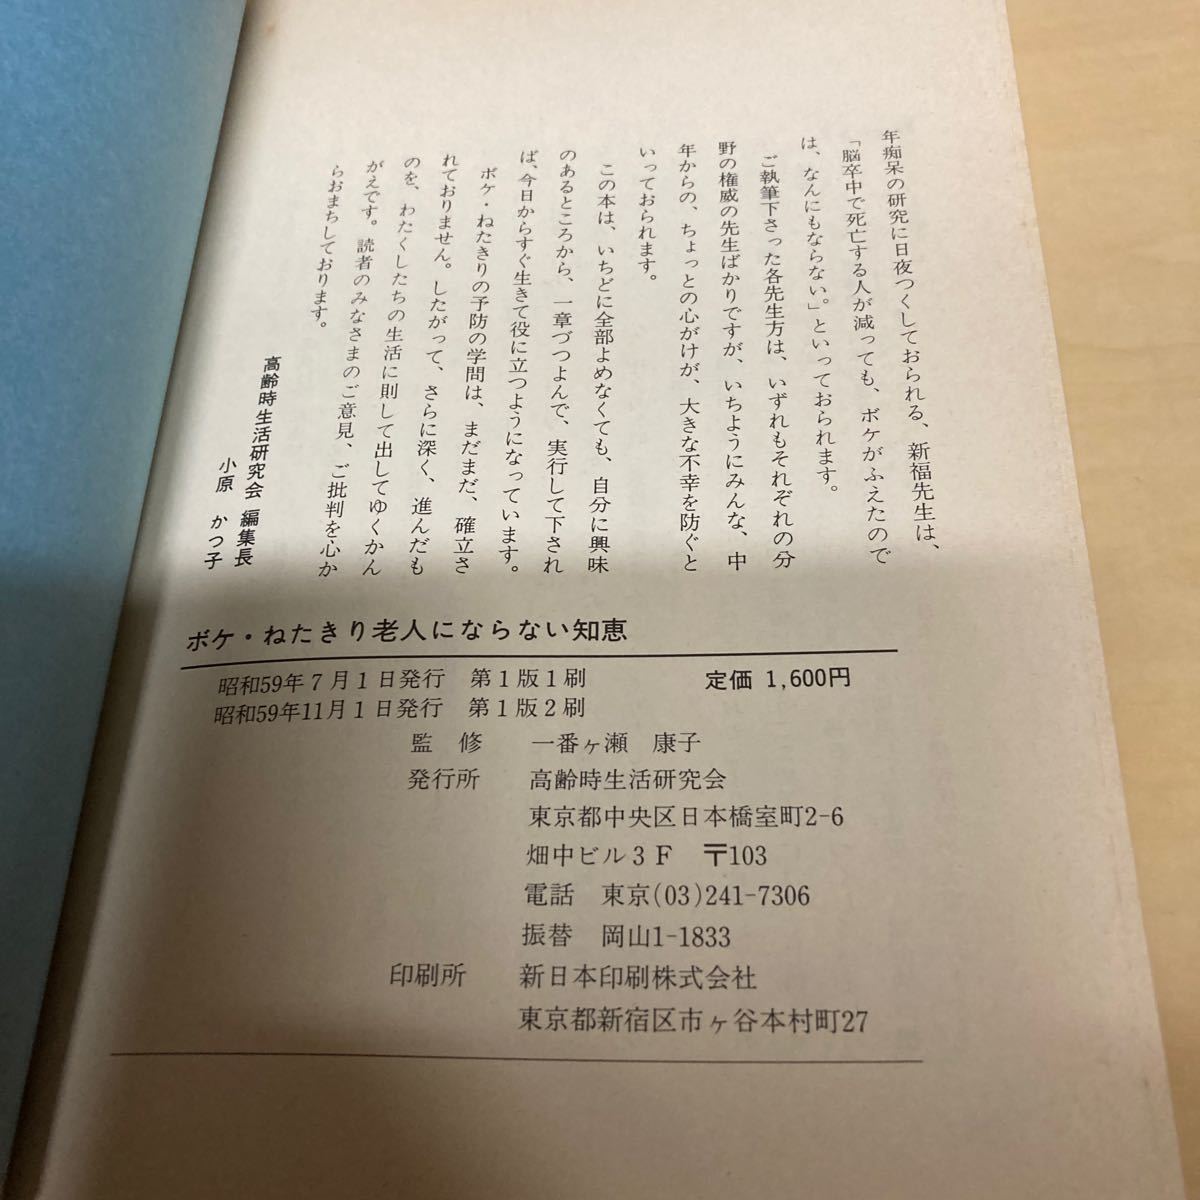 年痴呆の研究に日夜つくしておられる、新福先生は、
「脳卒中で死亡する人が減っても、ボケがふえたので
は、なんにもならない。」といっておられます。
ご執筆下さった各先生方は、いずれもそれぞれの分
野の権威の先生ばかりですが、いちようにみんな、中
年からの、ちょっとの心がけが、大きな不幸を防ぐと
いっておられます。
この本は、いちどに全部よめなくても、自分に興味
のあるところから、一章づつよんで、実行して下され
ば、今日からすぐ生きて役に立つようになっています。
ボケ・ねたきりの予防の学問は、まだまだ、確立さ
れておりません。したがって、さらに深く、進んだも
のを、わたくしたちの生活に則して出してゆくかん
がえです。読者のみなさまのご意見、ご批判を心か
らおまちしております。
高齢時生活研究会 編集長
小原 かつ子
ボケ・ねたきり老人にならない知恵
昭和59年7月1日発行 第1版1刷 定価 1,600円
昭和59年11月1日発行 第1版2刷
監修 一番ヶ瀬 康子
発行所 高齢時生活研究会
東京都中央区日本橋室町2-6
畑中ビル3F 〒103
電話 東京(03)241-7306
振替 岡山1-1833
印刷所 新日本印刷株式会社
東京都新宿区市ヶ谷本村町27